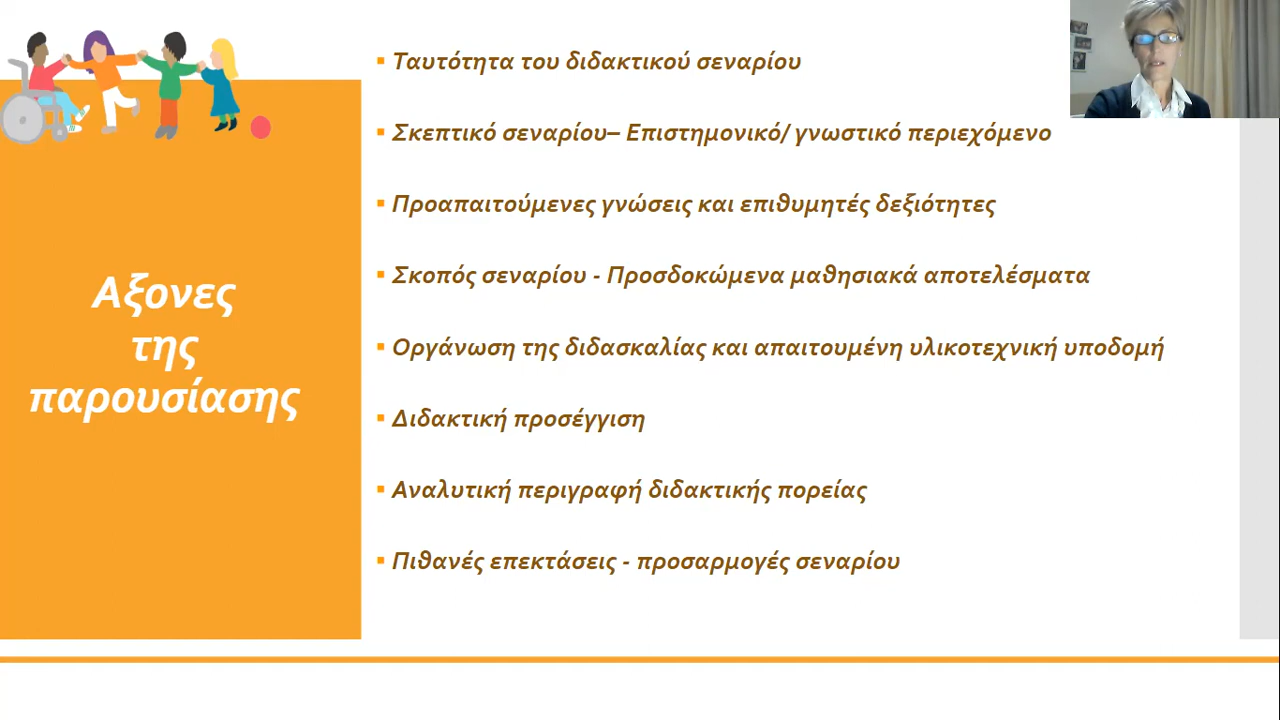 Αξονες
της
παρουσίασης
Ταυτότητα του διδακτικού σεναρίου
Σκεπτικό σεναρίου– Επιστημονικό/ γνωστικό περιεχόμενο
Προαπαιτούμενες γνώσεις και επιθυμητές δεξιότητες
Σκοπός σεναρίου - Προσδοκώμενα μαθησιακά αποτελέσματα
Οργάνωση της διδασκαλίας και απαιτουμένη υλικοτεχνική υποδομή
Διδακτική προσέγγιση
Αναλυτική περιγραφή διδακτικής πορείας
Πιθανές επεκτάσεις - προσαρμογές σεναρίου